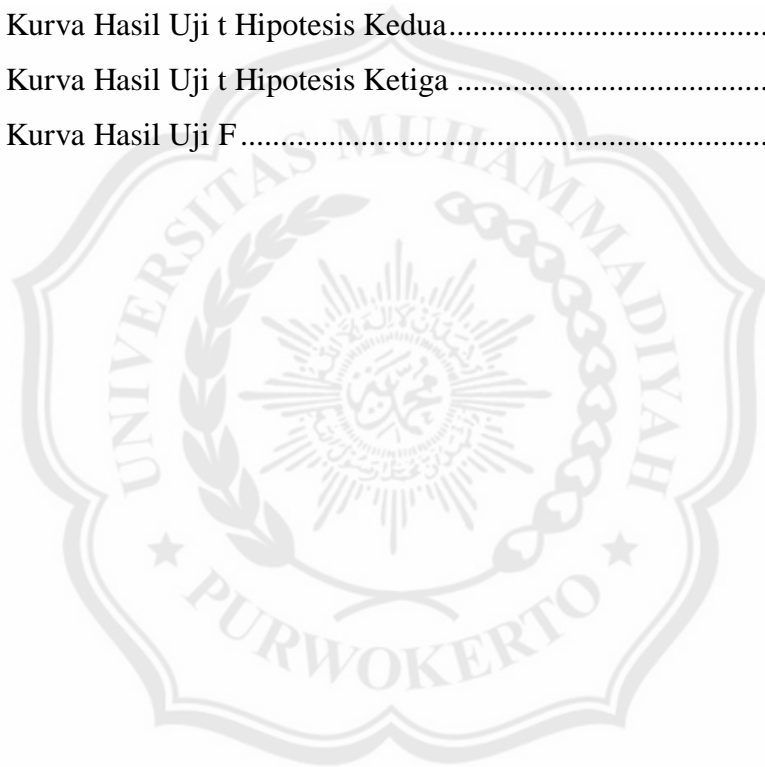 Kurva Hasil Uji t Hipotesis Kedua........................................
Kurva Hasil Uji t Hipotesis Ketiga .......................................
Kurva Hasil Uji F..................................................................
UNIVERSITAS MUHAMMADIYAH
PURWOKERTO